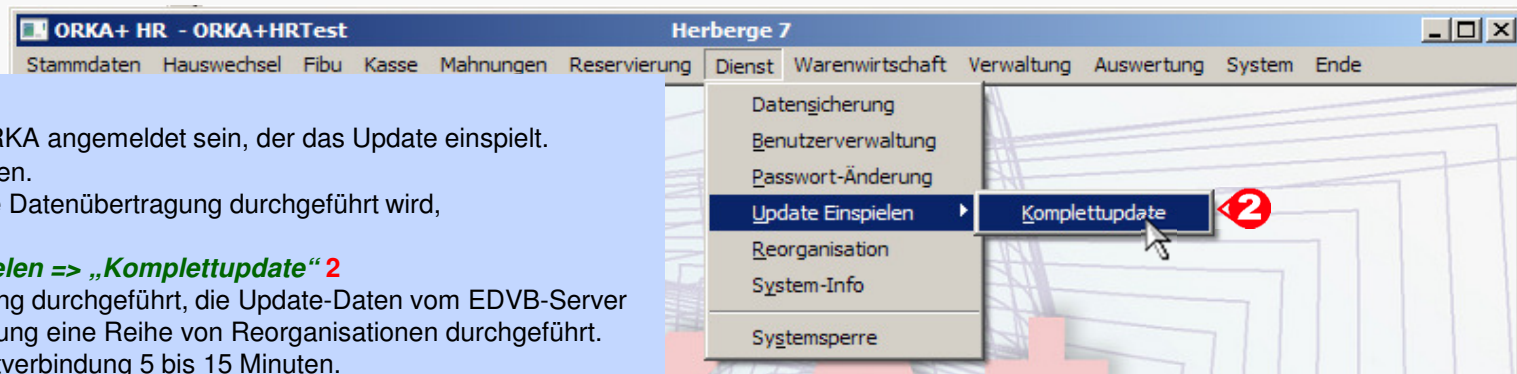 ORKA+ HR - ORKA+HRTest Herberge 7
Stammdaten Hauswechsel Fibu Kasse Mahnungen Reservierung Dienst Warenwirtschaft Verwaltung Auswertung System Ende
RKA angemeldet sein, der das Update einspielt.
en.
e Datenübertragung durchgeführt wird,
elen => „Komplettupdate“ 2
ng durchgeführt, die Update-Daten vom EDVB-Server
ung eine Reihe von Reorganisationen durchgeführt.
tverbindung 5 bis 15 Minuten.
Datensicherung
Benutzerverwaltung
Passwort-Änderung
Update Einspielen
Komplettupdate 2
Reorganisation
System-Info
Systemsperre